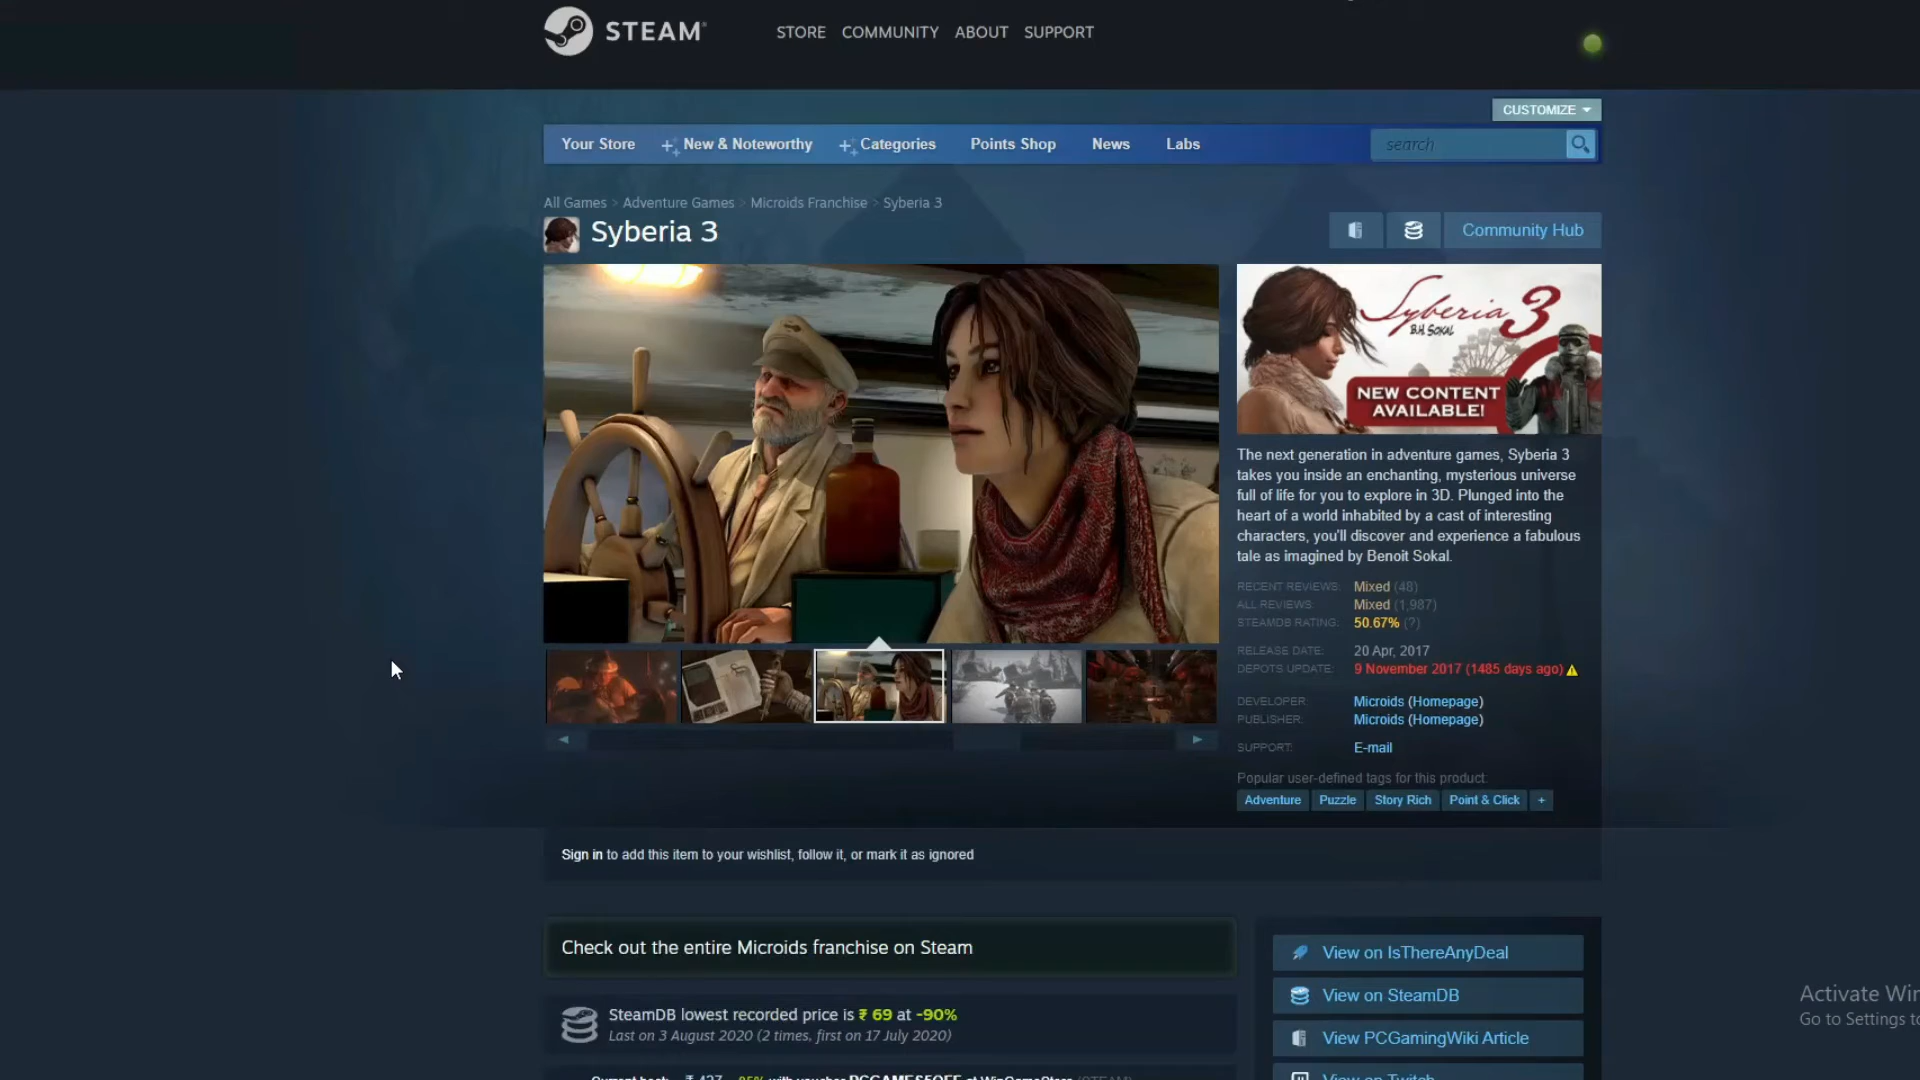 STEAM®
STORE COMMUNITY ABOUT SUPPORT
CUSTOMIZE
Your Store New & Noteworthy Categories Points Shop News Labs search
All Games > Adventure Games > Microids Franchise > Syberia 3
Syberia 3
Community Hub
Syberia 3
B.H. SOKAL
NEW CONTENT
AVAILABLE!
The next generation in adventure games, Syberia 3
takes you inside an enchanting, mysterious universe
full of life for you to explore in 3D. Plunged into the
heart of a world inhabited by a cast of interesting
characters, you'll discover and experience a fabulous
tale as imagined by Benoit Sokal.
RECENT REVIEWS: Mixed (48)
ALL REVIEWS: Mixed (1,987)
STEAMDB RATING: 50.67% (?)
RELEASE DATE: 20 Apr, 2017
DEPOTS UPDATE: 9 November 2017 (1485 days ago)
DEVELOPER: Microids (Homepage)
PUBLISHER: Microids (Homepage)
SUPPORT: E-mail
Popular user-defined tags for this product:
Adventure Puzzle Story Rich Point & Click +
Sign in to add this item to your wishlist, follow it, or mark it as ignored
Check out the entire Microids franchise on Steam
SteamDB lowest recorded price is ₹ 69 at -90%
Last on 3 August 2020 (2 times, first on 17 July 2020)
View on IsThereAnyDeal
View on SteamDB
View PCGamingWiki Article
View on Twitch
Activate Win
Go to Settings to